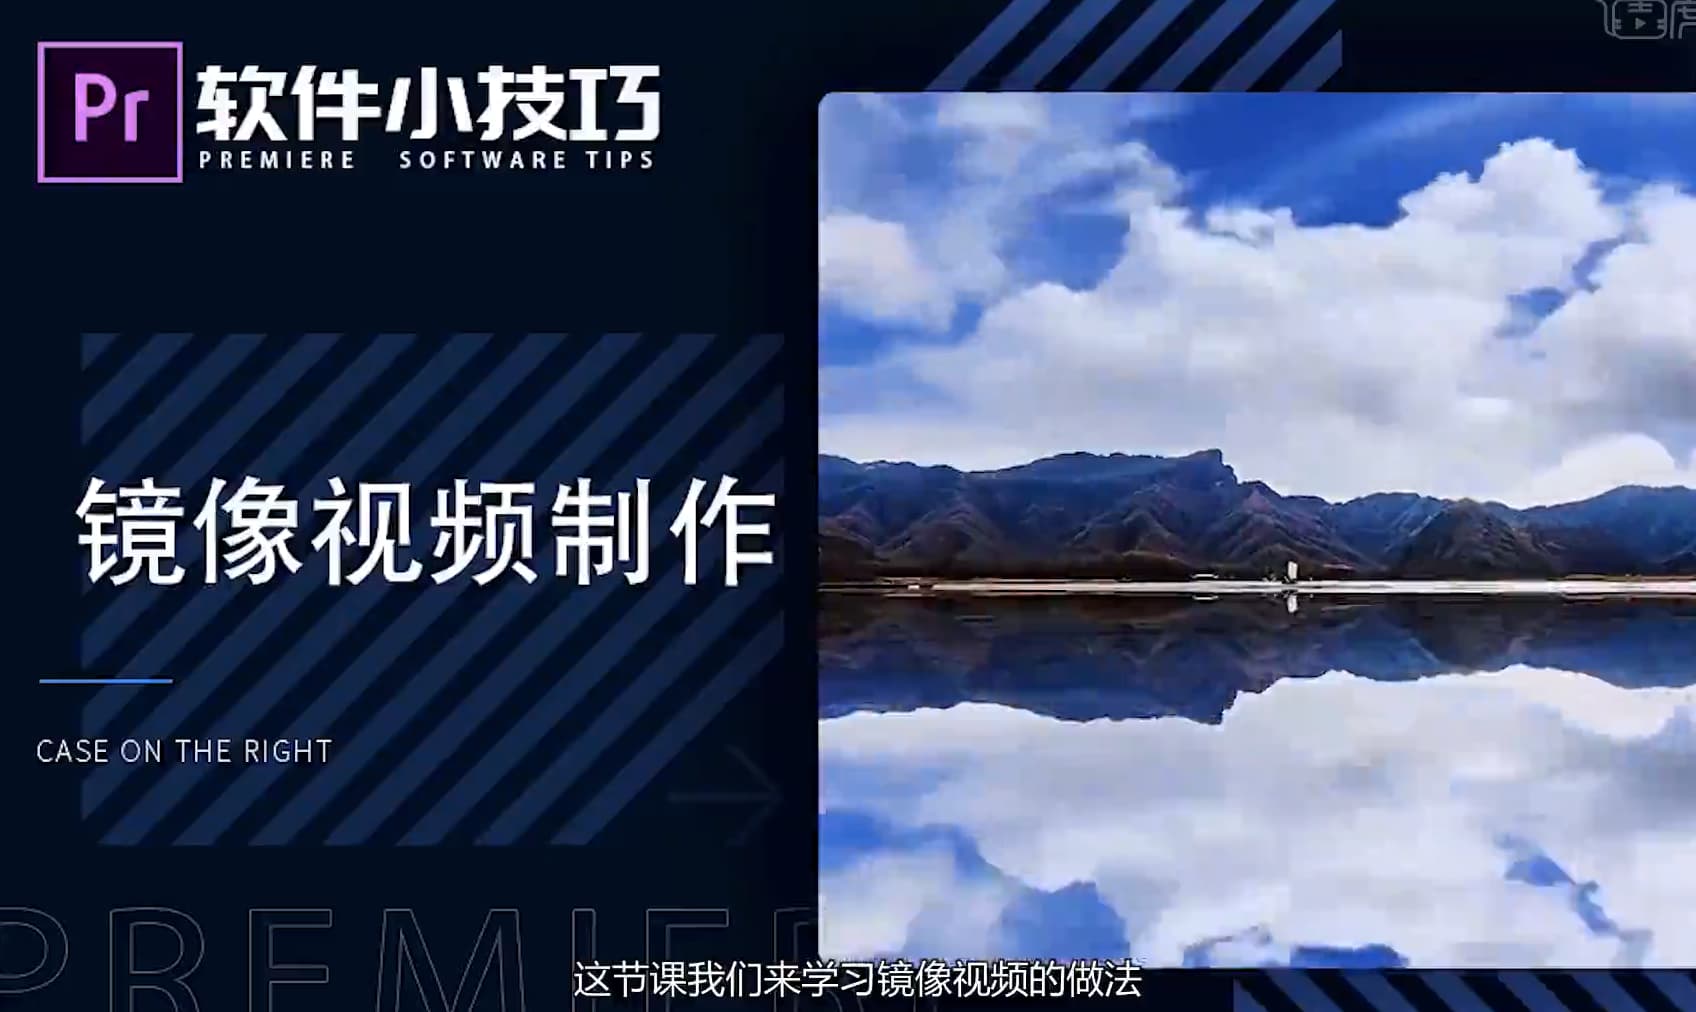 Pr 软件小技巧
PREMIERE SOFTWARE TIPS
镜像视频制作
CASE ON THE RIGHT
PREMIER
这节课我们来学习镜像视频的做法